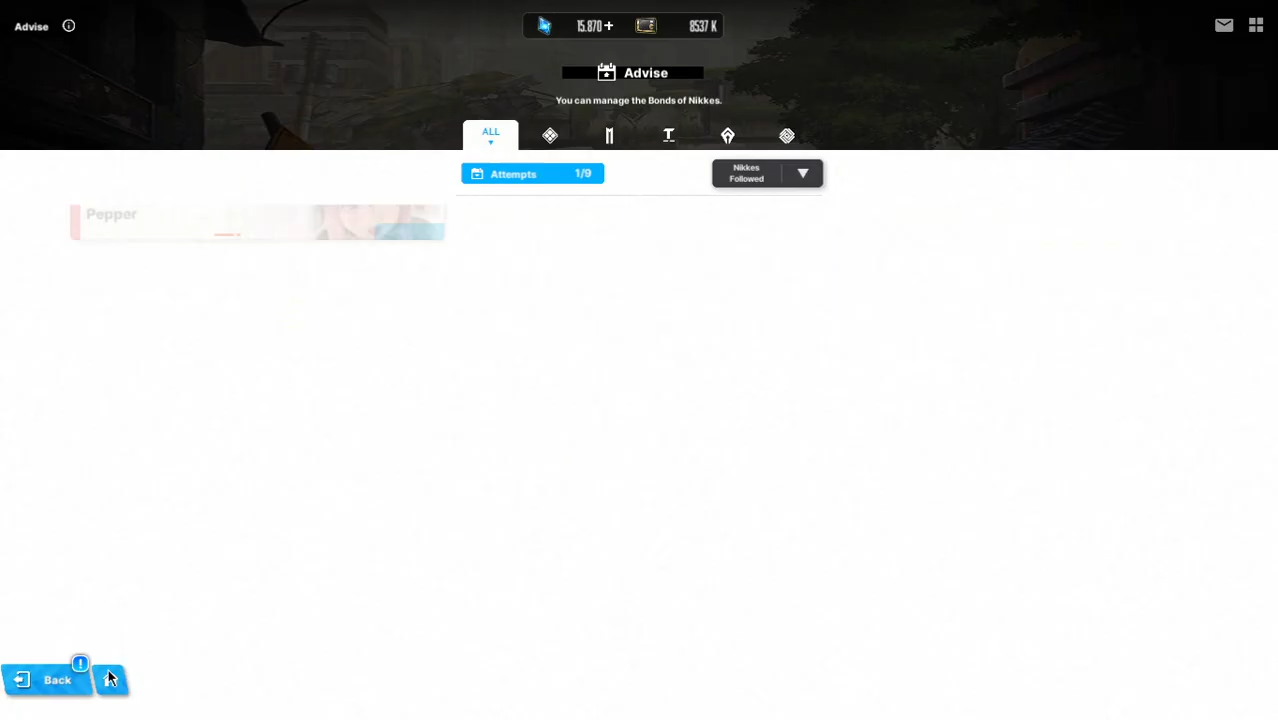 Advise
15.870+
8537 K
Advise
You can manage the Bonds of Nikkes.
ALL
Attempts 1/9
Nikkes
Followed
Pepper
!
Back